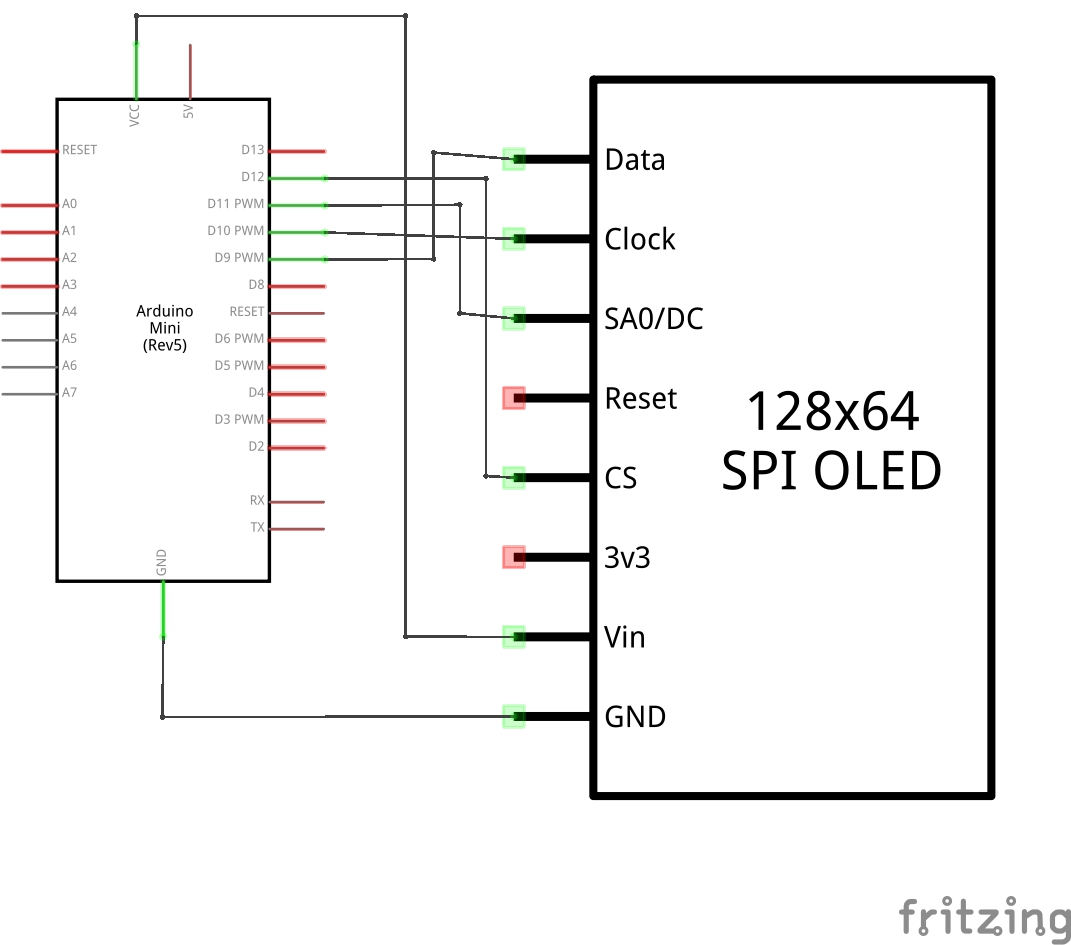 VCC
5V
RESET
A0
A1
A2
A3
A4
A5
A6
A7
Arduino
Mini
(Rev5)
D13
D12
D11 PWM
D10 PWM
D9 PWM
D8
RESET
D6 PWM
D5 PWM
D4
D3 PWM
D2
RX
TX
GND
Data
Clock
SA0/DC
Reset
CS
3v3
Vin
GND
128x64
SPI OLED
fritzing